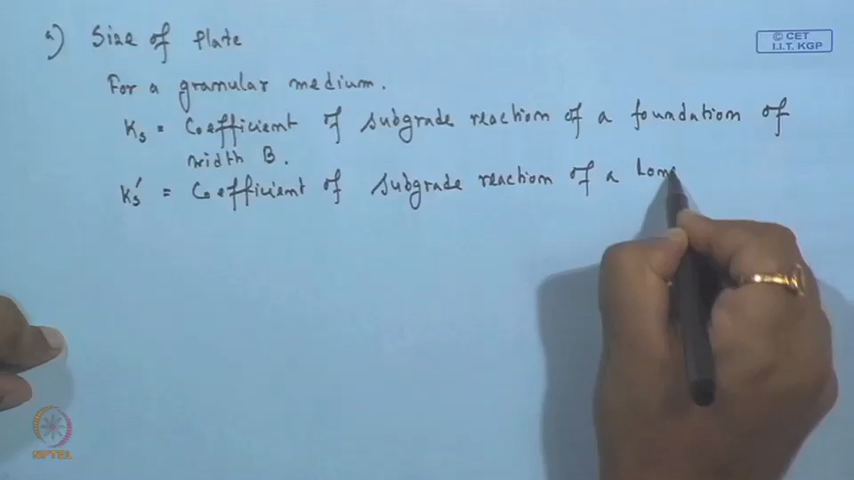 a) Size of plate
© CET
I.I.T. KGP
For a granular medium.
Ks = Coefficient of subgrade reaction of a foundation of
width B.
Ks' = Coefficient of subgrade reaction of a
NPTEL